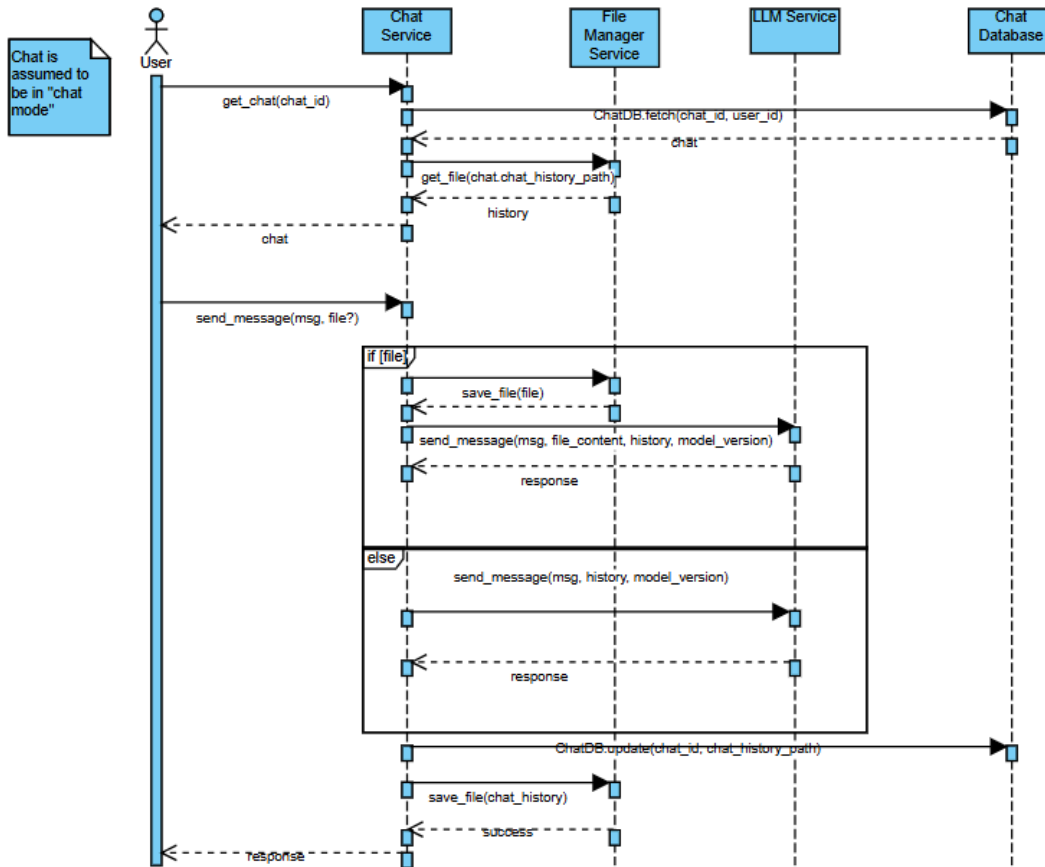 Chat
Service
File
Manager
Service
LLM Service
Chat
Database
Chat is
assumed to
be in "chat
mode"
User
get_chat(chat_id)
ChatDB.fetch(chat_id, user_id)
chat
get_file(chat.chat_history_path)
history
chat
send_message(msg, file?)
if [file]
save_file(file)
send_message(msg, file_content, history, model_version)
response
else
send_message(msg, history, model_version)
response
ChatDB.update(chat_id, chat_history_path)
save_file(chat_history)
success
response